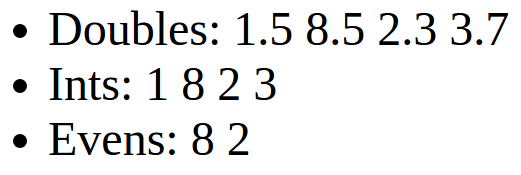 • Doubles: 1.5 8.5 2.3 3.7
• Ints: 1 8 2 3
• Evens: 8 2